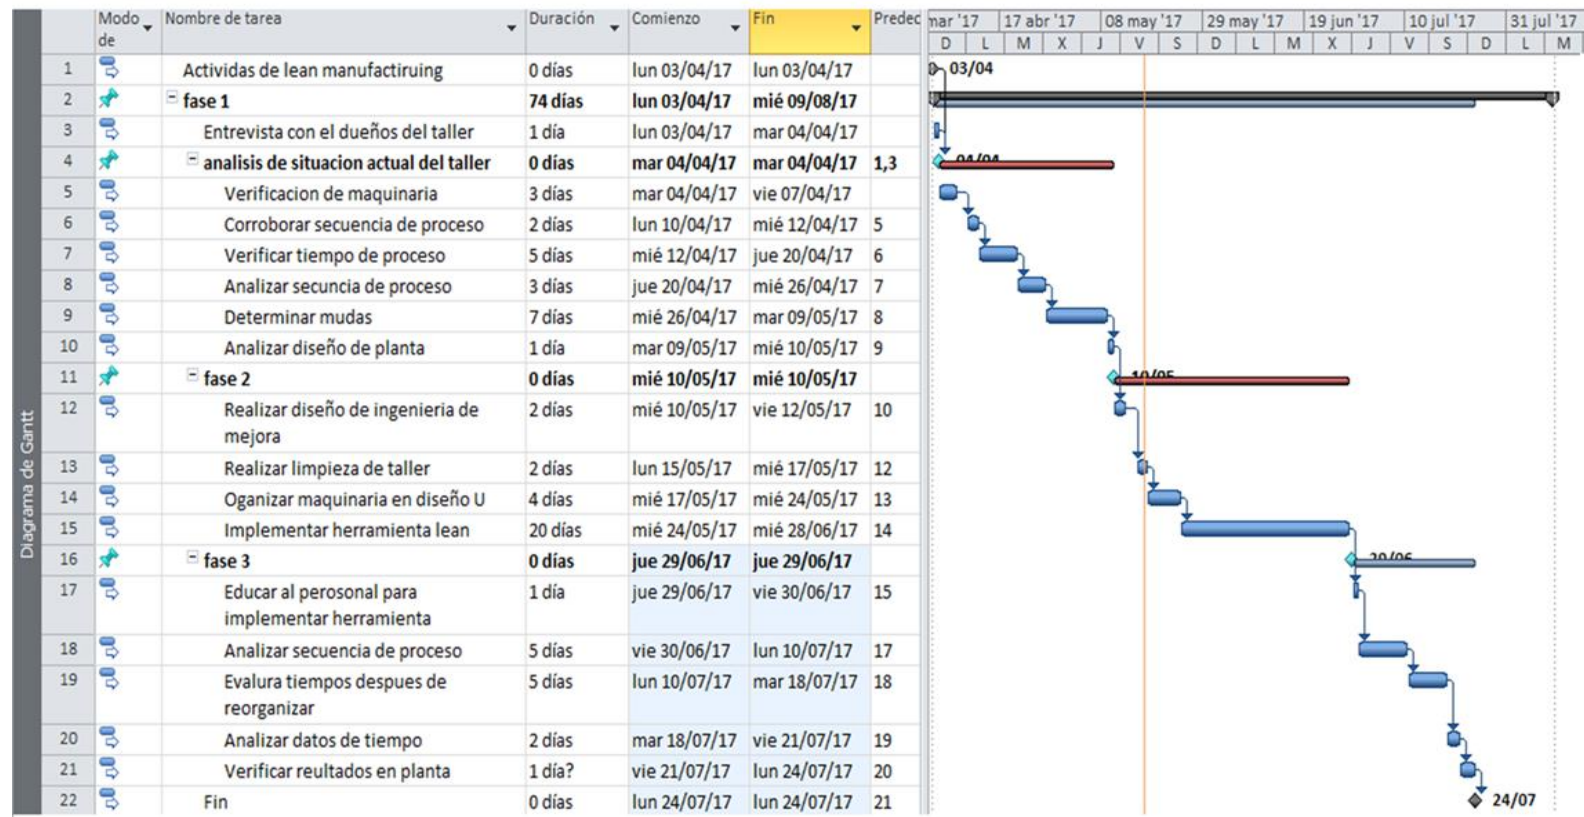 Modo de Nombre de tarea Duración Comienzo Fin Predec mar '17 17 abr '17 08 may '17 29 may '17 19 jun '17 10 jul '17 31 jul '17
D L M X J V S D L M X J V S D L M
1 Actividas de lean manufactiruing 0 días lun 03/04/17 lun 03/04/17 03/04
2 fase 1 74 días lun 03/04/17 mié 09/08/17
3 Entrevista con el dueños del taller 1 día lun 03/04/17 mar 04/04/17
4 analisis de situacion actual del taller 0 días mar 04/04/17 mar 04/04/17 1,3 04/04
5 Verificacion de maquinaria 3 días mar 04/04/17 vie 07/04/17
6 Corroborar secuencia de proceso 2 días lun 10/04/17 mié 12/04/17 5
7 Verificar tiempo de proceso 5 días mié 12/04/17 jue 20/04/17 6
8 Analizar secuncia de proceso 3 días jue 20/04/17 mié 26/04/17 7
9 Determinar mudas 7 días mié 26/04/17 mar 09/05/17 8
10 Analizar diseño de planta 1 día mar 09/05/17 mié 10/05/17 9
11 fase 2 0 días mié 10/05/17 mié 10/05/17 10/05
12 Realizar diseño de ingenieria de 2 días mié 10/05/17 vie 12/05/17 10
mejora
13 Realizar limpieza de taller 2 días lun 15/05/17 mié 17/05/17 12
14 Oganizar maquinaria en diseño U 4 días mié 17/05/17 mié 24/05/17 13
15 Implementar herramienta lean 20 días mié 24/05/17 mié 28/06/17 14
16 fase 3 0 días jue 29/06/17 jue 29/06/17 29/06
17 Educar al perosonal para 1 día jue 29/06/17 vie 30/06/17 15
implementar herramienta
18 Analizar secuencia de proceso 5 días vie 30/06/17 lun 10/07/17 17
19 Evalura tiempos despues de 5 días lun 10/07/17 mar 18/07/17 18
reorganizar
20 Analizar datos de tiempo 2 días mar 18/07/17 vie 21/07/17 19
21 Verificar reultados en planta 1 día? vie 21/07/17 lun 24/07/17 20
22 Fin 0 días lun 24/07/17 lun 24/07/17 21 24/07
Diagrama de Gantt